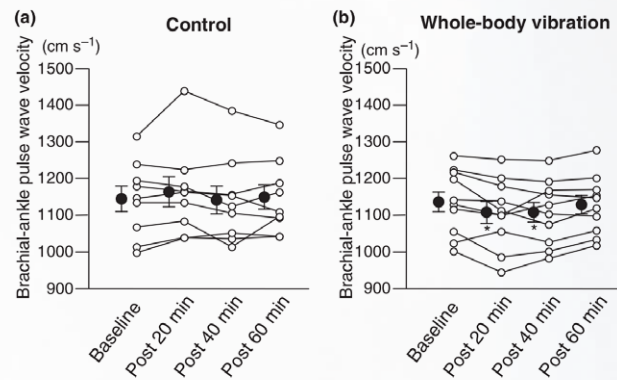 (a)
Control
(cm s⁻¹)
Brachial-ankle pulse wave velocity
1500
1400
1300
1200
1100
1000
900
Baseline
Post 20 min
Post 40 min
Post 60 min
(b)
Whole-body vibration
(cm s⁻¹)
Brachial-ankle pulse wave velocity
1500
1400
1300
1200
1100
1000
900
*
*
Baseline
Post 20 min
Post 40 min
Post 60 min